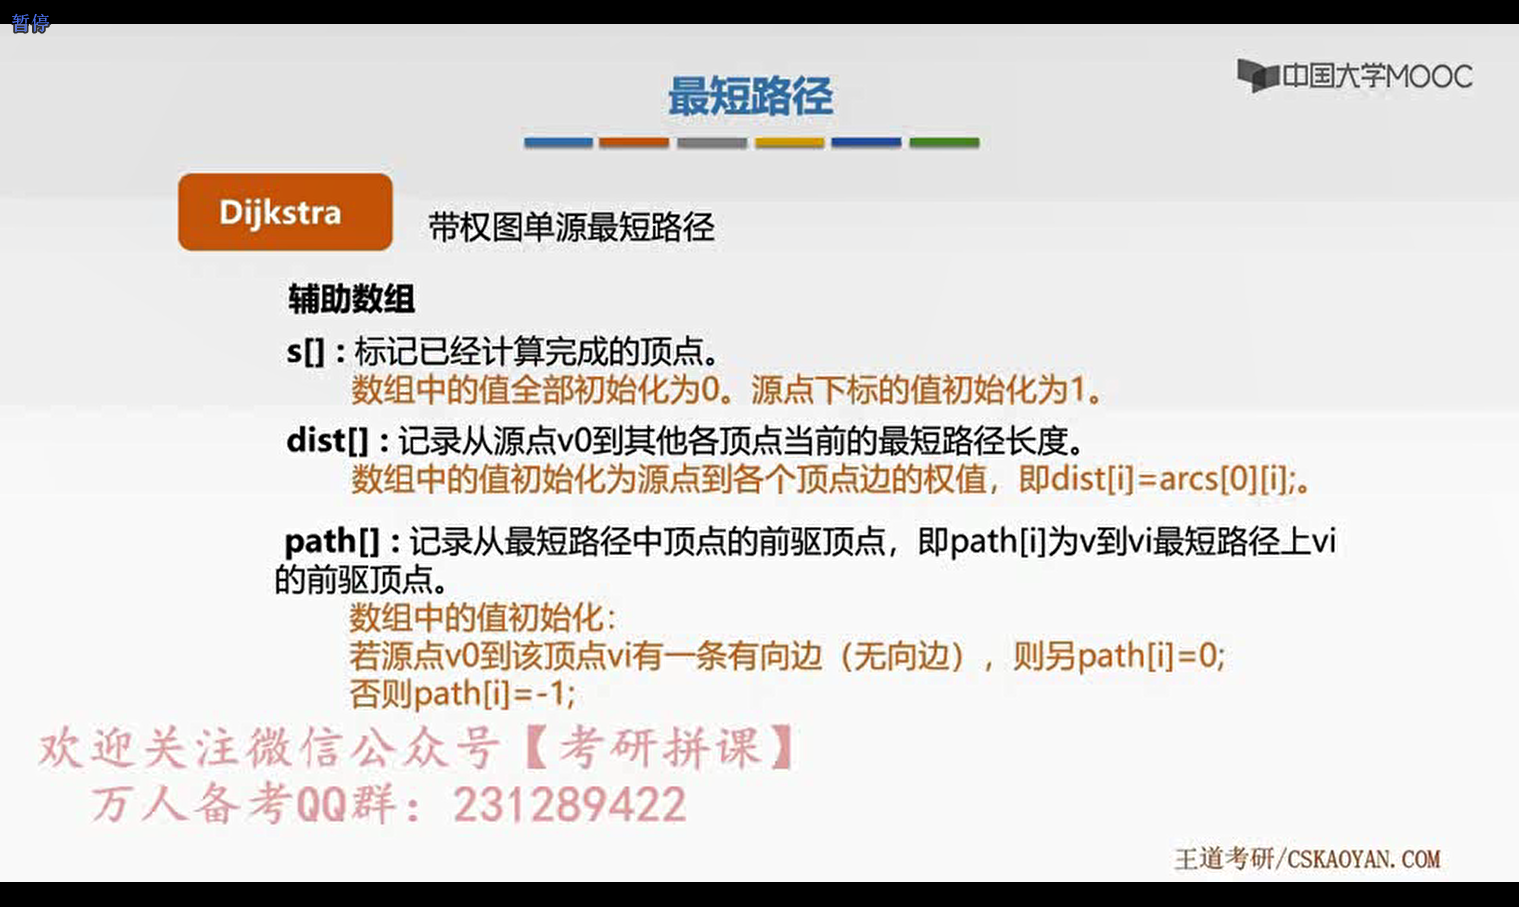 暂停
中国大学MOOC
最短路径
Dijkstra
带权图单源最短路径
辅助数组
s[]：标记已经计算完成的顶点。
数组中的值全部初始化为0。源点下标的值初始化为1。
dist[]：记录从源点v0到其他各顶点当前的最短路径长度。
数组中的值初始化为源点到各个顶点边的权值，即dist[i]=arcs[0][i];。
path[]：记录从最短路径中顶点的前驱顶点，即path[i]为v到vi最短路径上vi
的前驱顶点。
数组中的值初始化：
若源点v0到该顶点vi有一条有向边（无向边），则另path[i]=0;
否则path[i]=-1;
欢迎关注微信公众号【考研拼课】
万人备考QQ群：231289422
王道考研/CSKAOYAN.COM